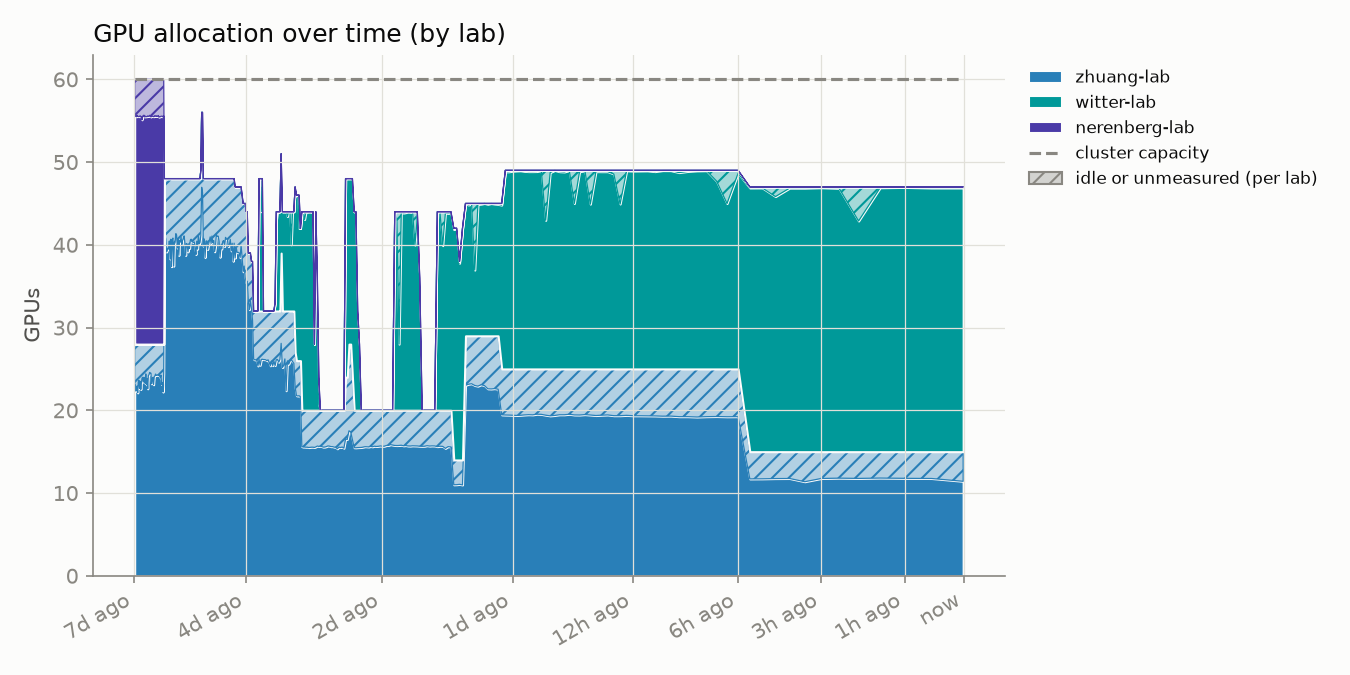 GPU allocation over time (by lab)
GPUs
60
50
40
30
20
10
0
7d ago
4d ago
2d ago
1d ago
12h ago
6h ago
3h ago
1h ago
now
zhuang-lab
witter-lab
nerenberg-lab
cluster capacity
idle or unmeasured (per lab)